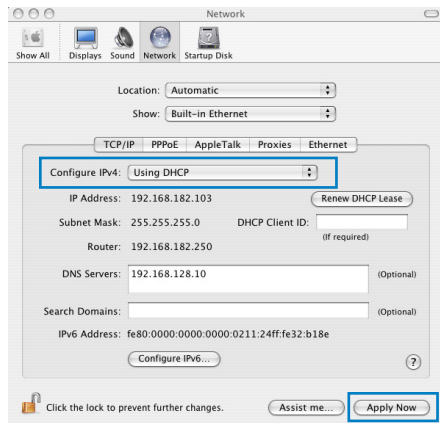 Network
Show All Displays Sound Network Startup Disk
Location: Automatic
Show: Built-in Ethernet
TCP/IP PPPoE AppleTalk Proxies Ethernet
Configure IPv4: Using DHCP
IP Address: 192.168.182.103 Renew DHCP Lease
Subnet Mask: 255.255.255.0 DHCP Client ID:
(If required)
Router: 192.168.182.250
DNS Servers: 192.168.128.10 (Optional)
Search Domains: (Optional)
IPv6 Address: fe80:0000:0000:0000:0211:24ff:fe32:b18e
Configure IPv6... ?
Click the lock to prevent further changes. Assist me... Apply Now